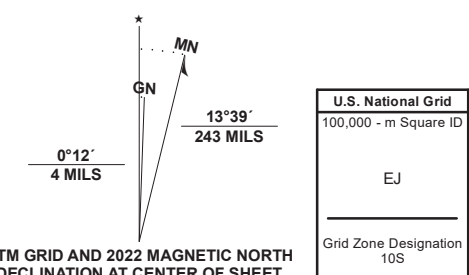 ★
MN
GN
13°39´
243 MILS
0°12´
4 MILS
TM GRID AND 2022 MAGNETIC NORTH
DECLINATION AT CENTER OF SHEET
U.S. National Grid
100,000 - m Square ID
EJ
Grid Zone Designation
10S